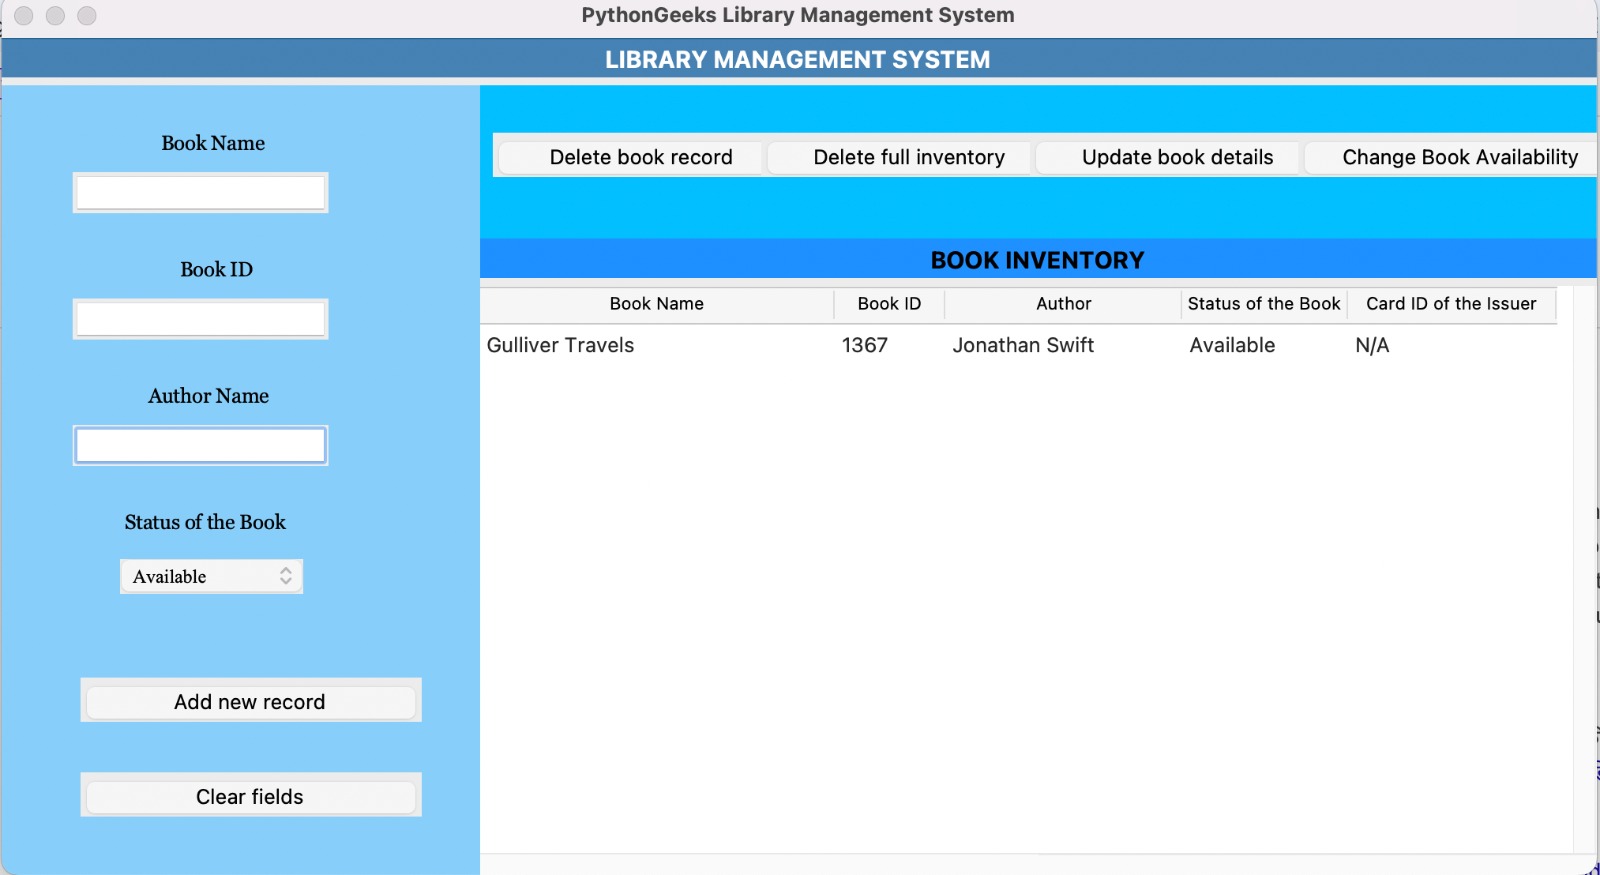 PythonGeeks Library Management System
LIBRARY MANAGEMENT SYSTEM
Book Name
Book ID
Author Name
Status of the Book
Available
Add new record
Clear fields
Delete book record Delete full inventory Update book details Change Book Availability
BOOK INVENTORY
Book Name Book ID Author Status of the Book Card ID of the Issuer
Gulliver Travels 1367 Jonathan Swift Available N/A